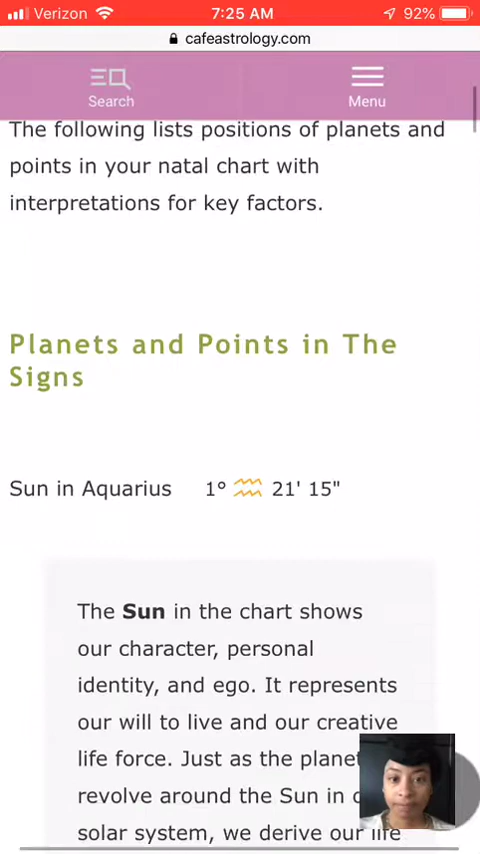 Verizon 7:25 AM 92%
cafeastrology.com
Search Menu
The following lists positions of planets and
points in your natal chart with
interpretations for key factors.
Planets and Points in The
Signs
Sun in Aquarius 1° ♒ 21' 15"
The Sun in the chart shows
our character, personal
identity, and ego. It represents
our will to live and our creative
life force. Just as the planet
revolve around the Sun in
solar system, we derive our life